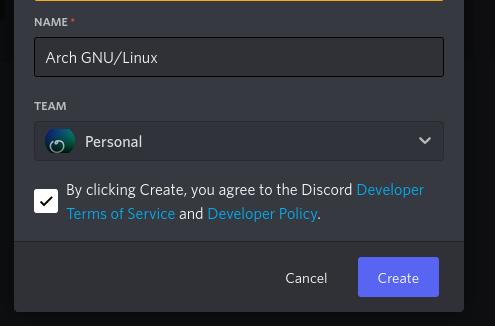 NAME *
Arch GNU/Linux
TEAM
Personal
By clicking Create, you agree to the Discord Developer
Terms of Service and Developer Policy.
Cancel
Create